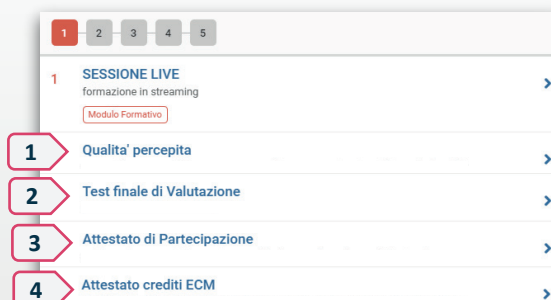 1 2 3 4 5
1 SESSIONE LIVE
formazione in streaming
Modulo Formativo
1 Qualita' percepita
2 Test finale di Valutazione
3 Attestato di Partecipazione
4 Attestato crediti ECM